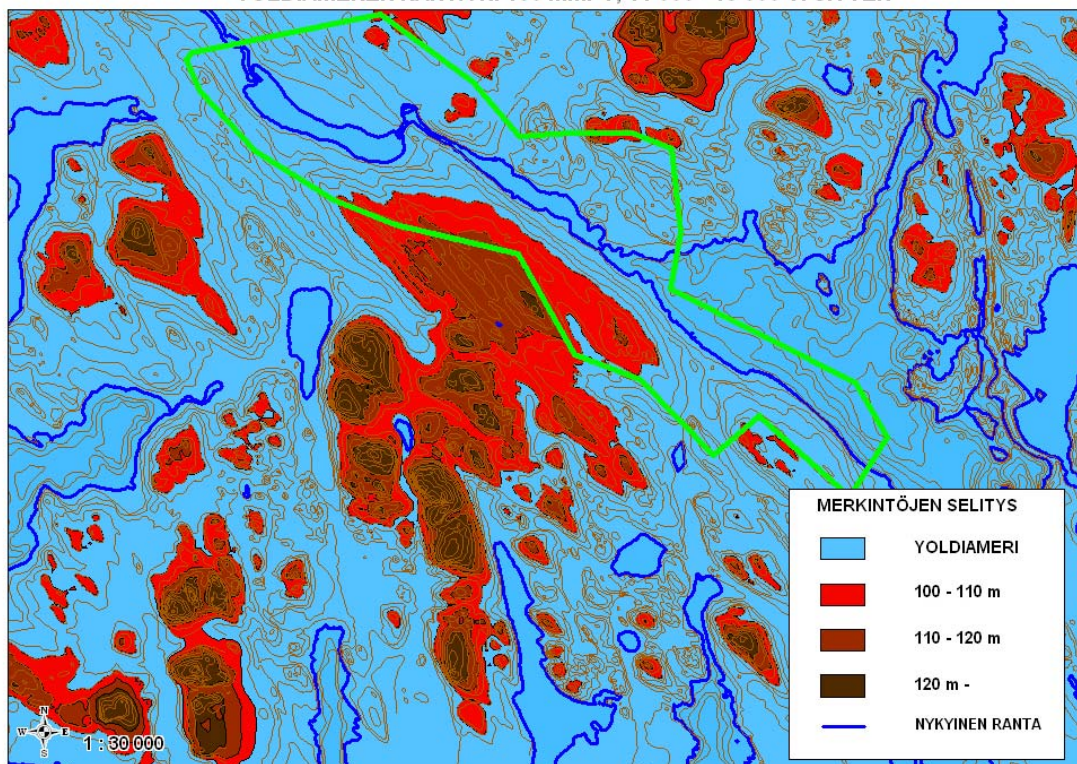 MERKINTÖJEN SELITYS
YOLDIAMERI
100 - 110 m
110 - 120 m
120 m -
NYKYINEN RANTA
N
W E
S
1 : 30 000